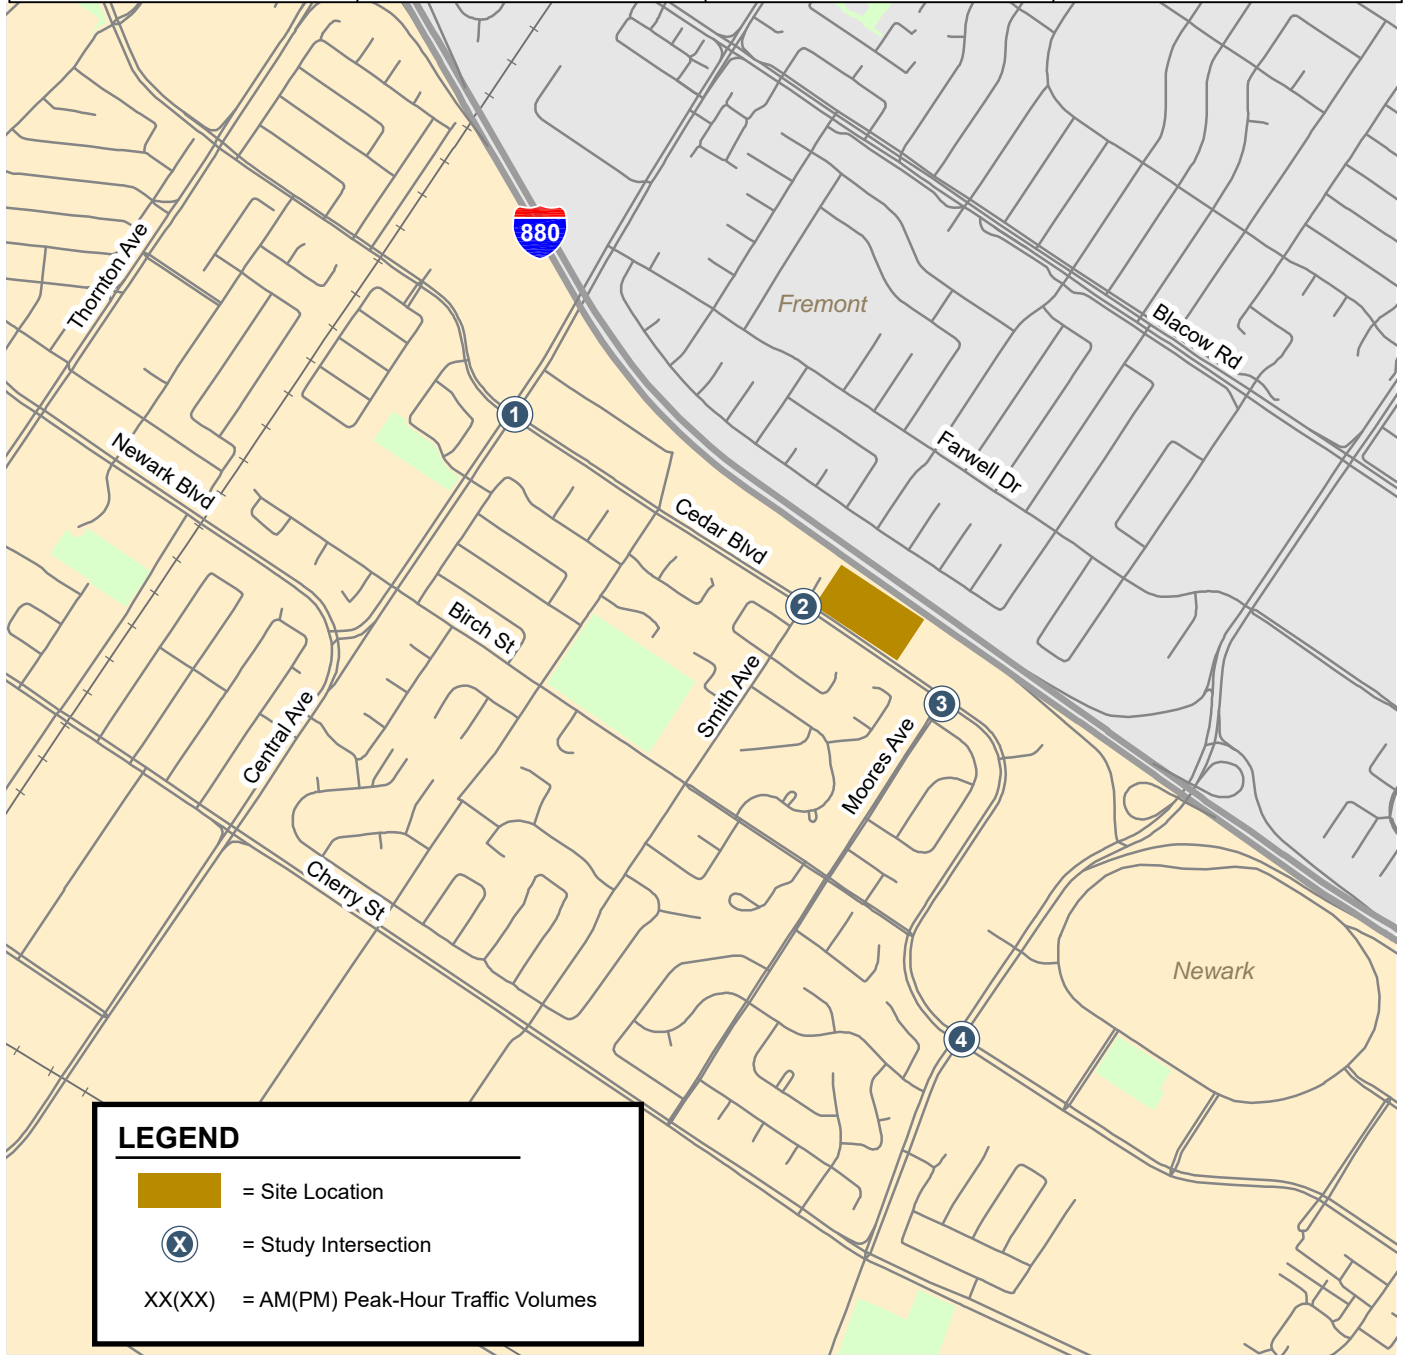 880
Thornton Ave
Fremont
Blacow Rd
1
Newark Blvd
Farwell Dr
Cedar Blvd
2
Birch St
Smith Ave
3
Central Ave
Moores Ave
Cherry St
Newark
4
LEGEND
= Site Location
X = Study Intersection
XX(XX) = AM(PM) Peak-Hour Traffic Volumes